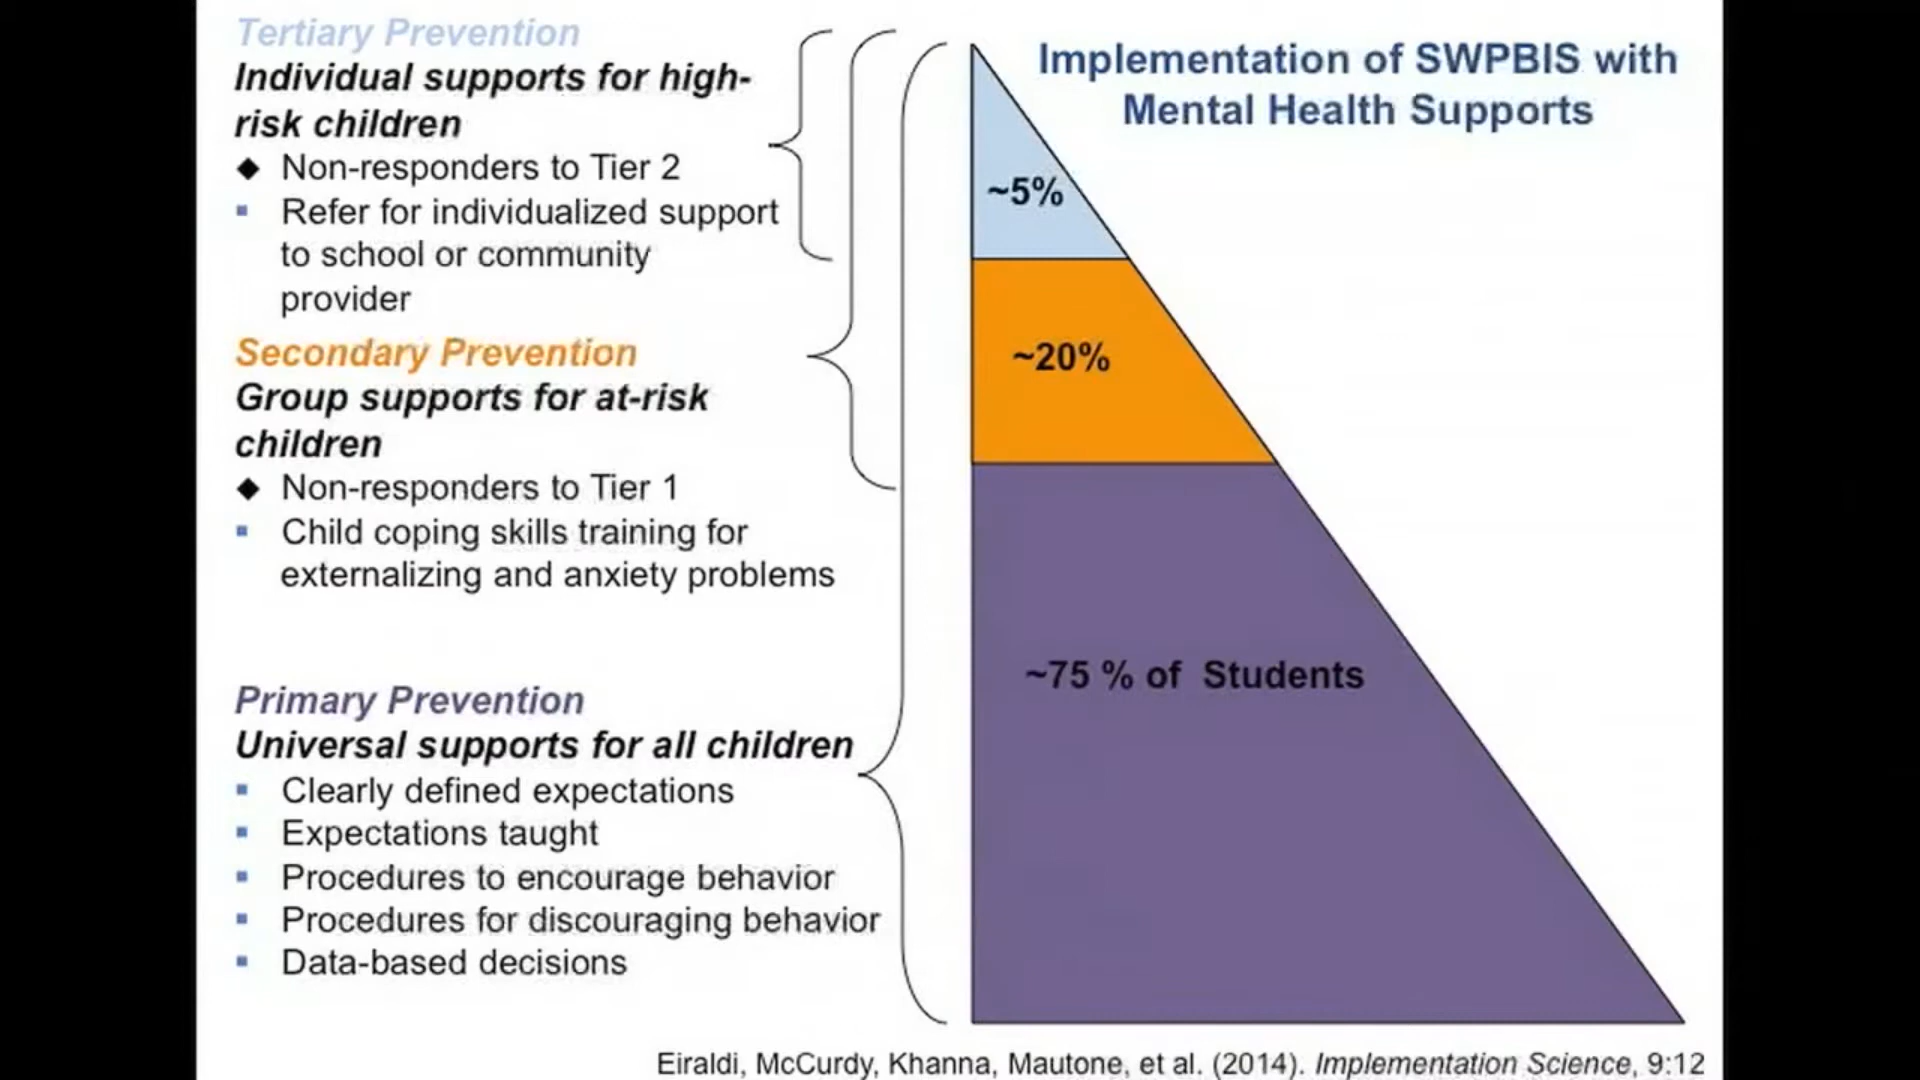 Tertiary Prevention
Individual supports for high-
risk children
◆ Non-responders to Tier 2
▪ Refer for individualized support
to school or community
provider
Secondary Prevention
Group supports for at-risk
children
◆ Non-responders to Tier 1
▪ Child coping skills training for
externalizing and anxiety problems
Primary Prevention
Universal supports for all children
▪ Clearly defined expectations
▪ Expectations taught
▪ Procedures to encourage behavior
▪ Procedures for discouraging behavior
▪ Data-based decisions
Implementation of SWPBIS with
Mental Health Supports
~5%
~20%
~75 % of Students
Eiraldi, McCurdy, Khanna, Mautone, et al. (2014). Implementation Science, 9:12